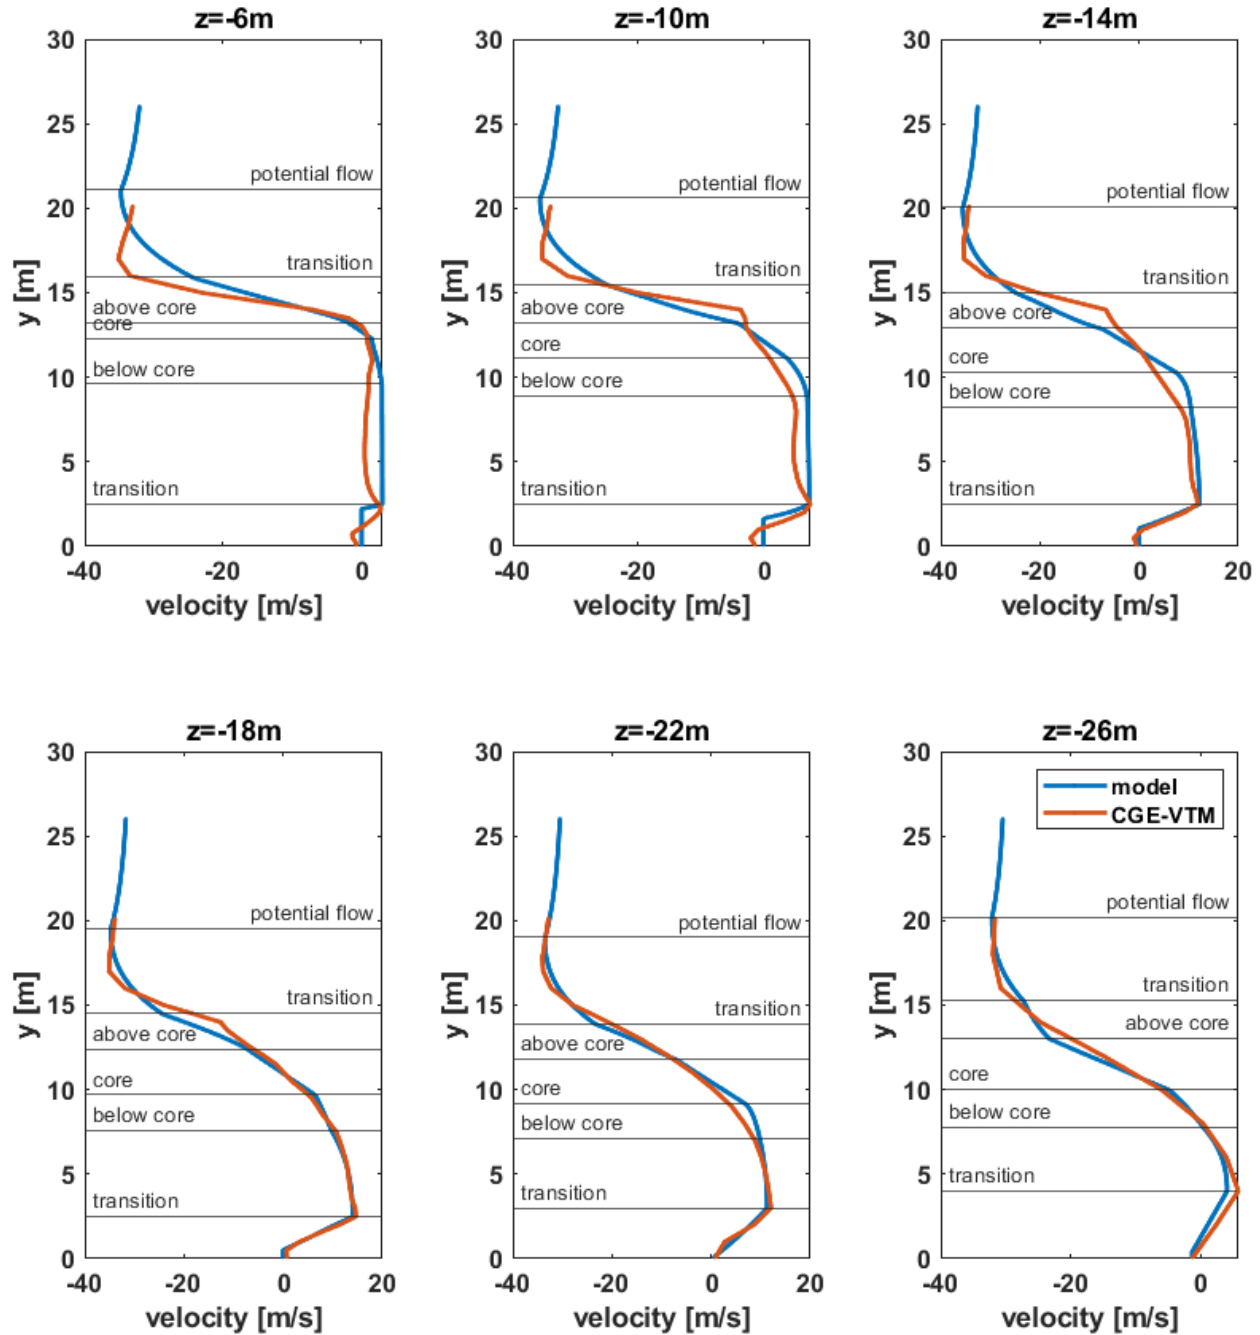 z=-6m
30
25
20
15
10
5
0
y [m]
potential flow
transition
above core
core
below core
transition
-40
-20
0
velocity [m/s]
z=-10m
30
25
20
15
10
5
0
y [m]
potential flow
transition
above core
core
below core
transition
-40
-20
0
velocity [m/s]
z=-14m
30
25
20
15
10
5
0
y [m]
potential flow
transition
above core
core
below core
transition
-40
-20
0
20
velocity [m/s]
z=-18m
30
25
20
15
10
5
0
y [m]
potential flow
transition
above core
core
below core
transition
-40
-20
0
20
velocity [m/s]
z=-22m
30
25
20
15
10
5
0
y [m]
potential flow
transition
above core
core
below core
transition
-40
-20
0
velocity [m/s]
z=-26m
model
CGE-VTM
30
25
20
15
10
5
0
y [m]
potential flow
transition
above core
core
below core
transition
-40
-20
0
velocity [m/s]